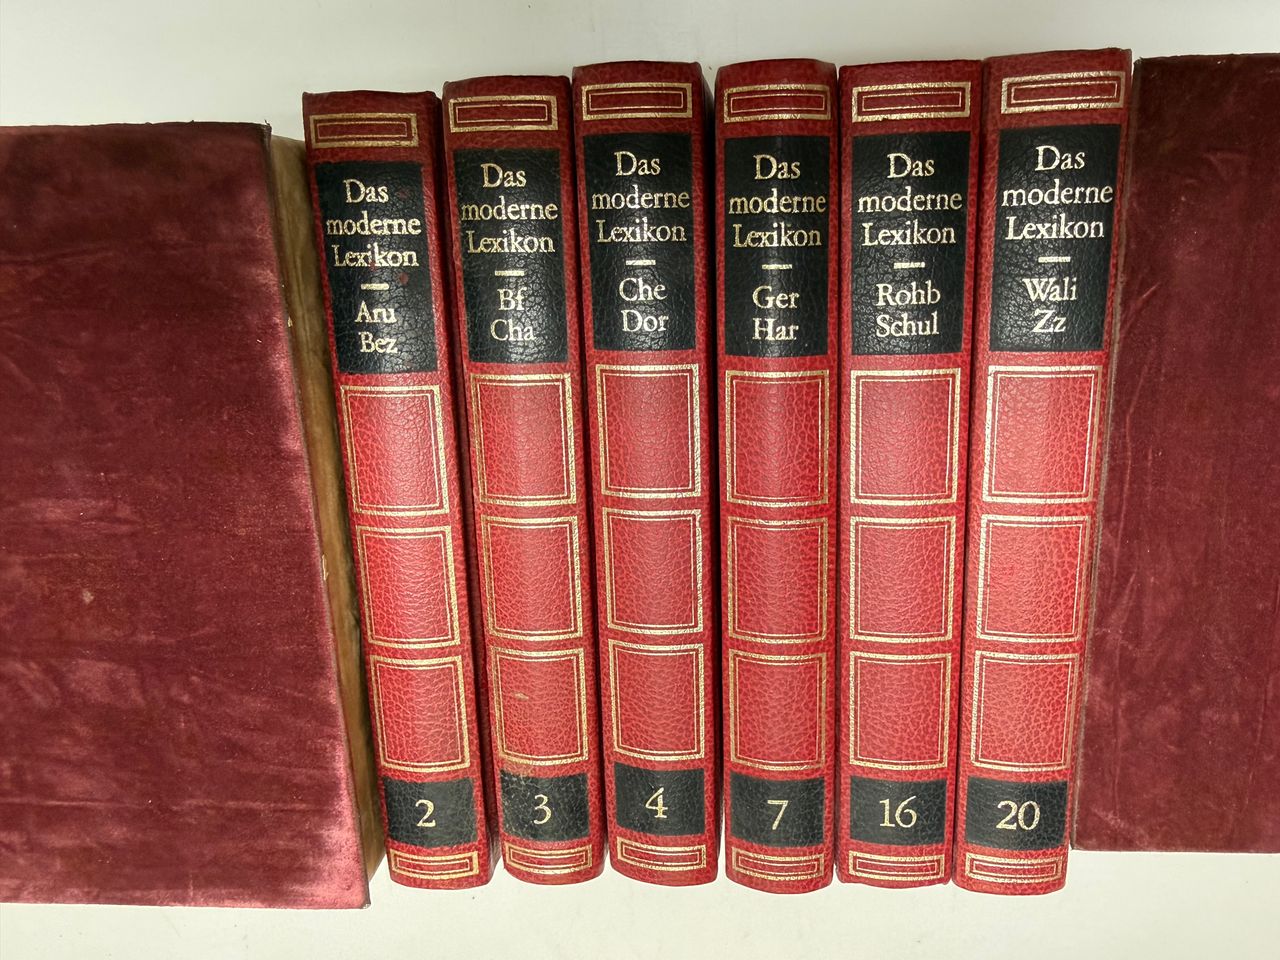 Das
moderne
Lexikon
Aru
Bez
2
Das
moderne
Lexikon
Bf
Cha
3
Das
moderne
Lexikon
Che
Dor
4
Das
moderne
Lexikon
Ger
Har
7
Das
moderne
Lexikon
Rohb
Schul
16
Das
moderne
Lexikon
Wali
Zz
20